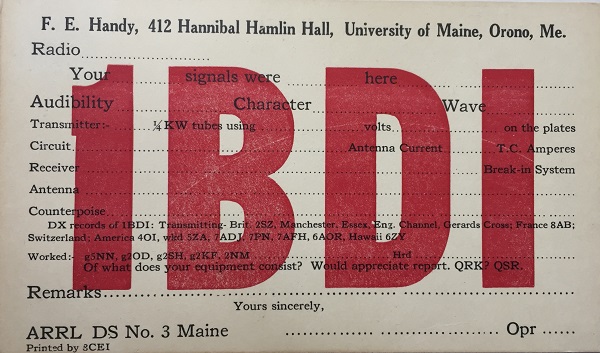 F. E. Handy, 412 Hannibal Hamlin Hall, University of Maine, Orono, Me.
Radio
Your signals were here
Audibility Character Wave
Transmitter:- ¼ KW tubes using volts on the plates
Circuit Antenna Current T.C. Amperes
Receiver Break-in System
Antenna
Counterpoise
DX records of 1BDI: Transmitting- Brit. 2SZ, Manchester, Essex, Eng. Channel, Gerards Cross; France 8AB;
Switzerland; America 4OI, wkd 5ZA, 7ADJ, 7PN, 7AFH, 6AOR, Hawaii 6ZY
Worked:- g5NN, g2OD, g2SH, g2KF, 2NM Hrd
Of what does your equipment consist? Would appreciate report. QRK? QSR.
Remarks
Yours sincerely,
ARRL DS No. 3 Maine Opr
Printed by 8CEI
1BDI